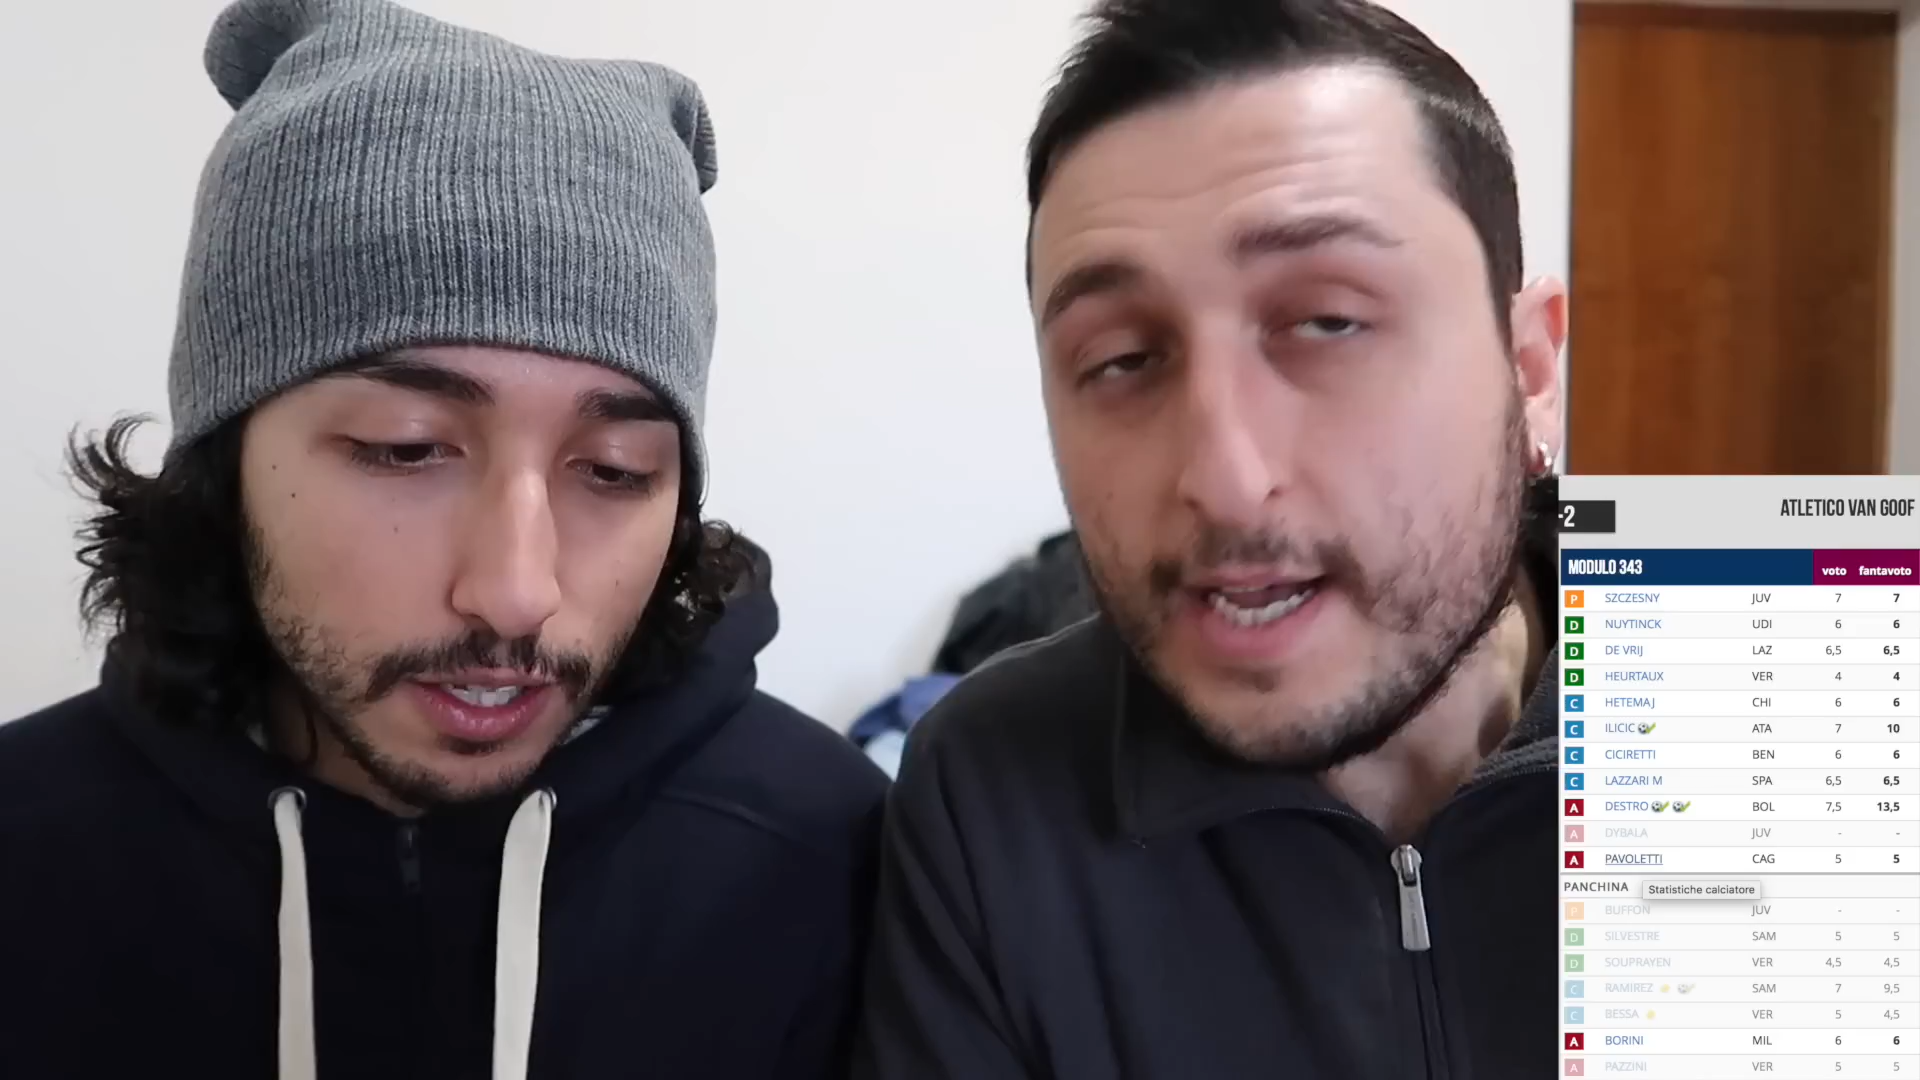 -2 ATLETICO VAN GOOF
MODULO 343 voto fantavoto
P SZCZESNY JUV 7 7
D NUYTINCK UDI 6 6
D DE VRIJ LAZ 6,5 6,5
D HEURTAUX VER 4 4
C HETEMAJ CHI 6 6
C ILICIC ATA 7 10
C CICIRETTI BEN 6 6
C LAZZARI M SPA 6,5 6,5
A DESTRO BOL 7,5 13,5
A DYBALA JUV - -
A PAVOLETTI CAG 5 5
PANCHINA Statistiche calciatore
P BUFFON JUV - -
D SILVESTRE SAM 5 5
D SOUPRAYEN VER 4,5 4,5
C RAMIREZ SAM 7 9,5
C BESSA VER 5 4,5
A BORINI MIL 6 6
A PAZZINI VER 5 5